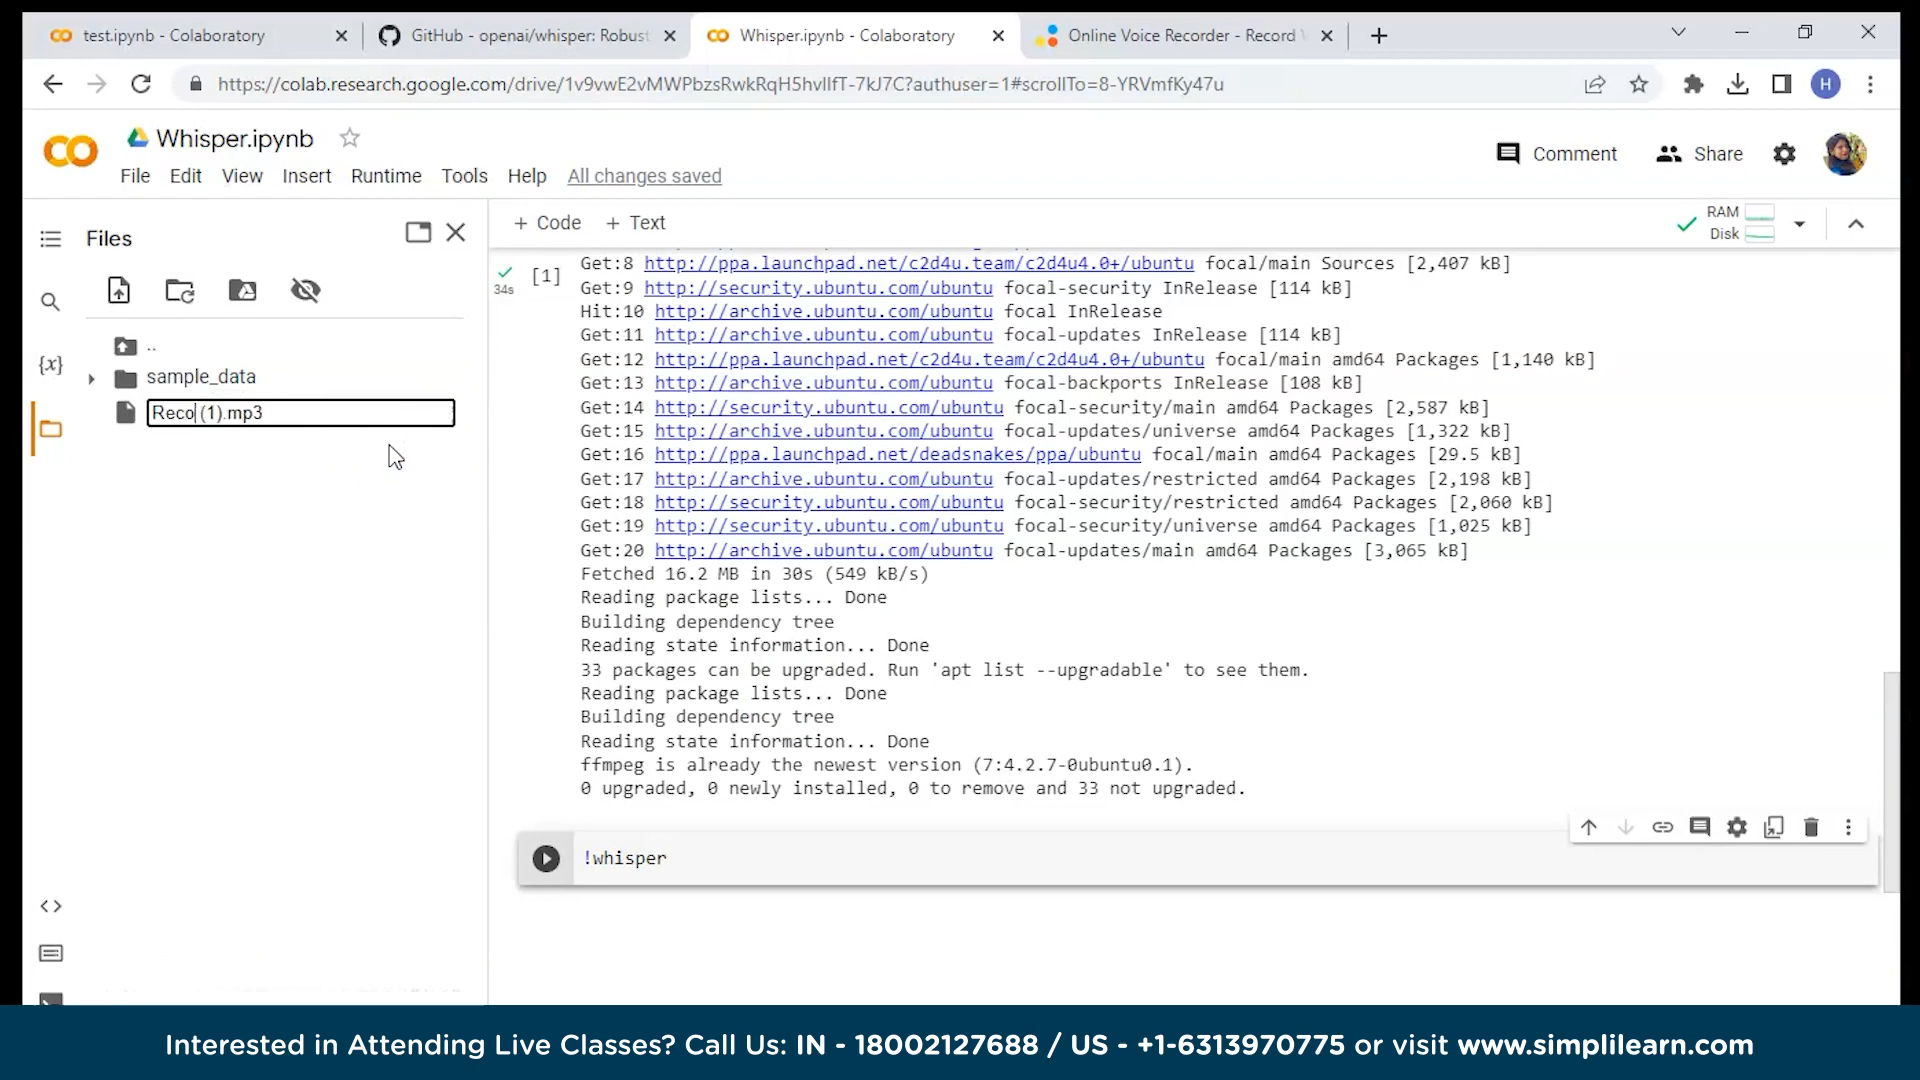 test.ipynb - Colaboratory
GitHub - openai/whisper: Robust
Whisper.ipynb - Colaboratory
Online Voice Recorder - Record
https://colab.research.google.com/drive/1v9vwE2vMWPbzsRwkRqH5hvlIfT-7kJ7C?authuser=1#scrollTo=8-YRVmfKy47u
H
Whisper.ipynb
Comment
Share
File Edit View Insert Runtime Tools Help All changes saved
Files
+ Code + Text
RAM
Disk
..
sample_data
Reco (1).mp3
{x}
34s
[1]
Get:8 http://ppa.launchpad.net/c2d4u.team/c2d4u4.0+/ubuntu focal/main Sources [2,407 kB]
Get:9 http://security.ubuntu.com/ubuntu focal-security InRelease [114 kB]
Hit:10 http://archive.ubuntu.com/ubuntu focal InRelease
Get:11 http://archive.ubuntu.com/ubuntu focal-updates InRelease [114 kB]
Get:12 http://ppa.launchpad.net/c2d4u.team/c2d4u4.0+/ubuntu focal/main amd64 Packages [1,140 kB]
Get:13 http://archive.ubuntu.com/ubuntu focal-backports InRelease [108 kB]
Get:14 http://security.ubuntu.com/ubuntu focal-security/main amd64 Packages [2,587 kB]
Get:15 http://archive.ubuntu.com/ubuntu focal-updates/universe amd64 Packages [1,322 kB]
Get:16 http://ppa.launchpad.net/deadsnakes/ppa/ubuntu focal/main amd64 Packages [29.5 kB]
Get:17 http://archive.ubuntu.com/ubuntu focal-updates/restricted amd64 Packages [2,198 kB]
Get:18 http://security.ubuntu.com/ubuntu focal-security/restricted amd64 Packages [2,060 kB]
Get:19 http://security.ubuntu.com/ubuntu focal-security/universe amd64 Packages [1,025 kB]
Get:20 http://archive.ubuntu.com/ubuntu focal-updates/main amd64 Packages [3,065 kB]
Fetched 16.2 MB in 30s (549 kB/s)
Reading package lists... Done
Building dependency tree
Reading state information... Done
33 packages can be upgraded. Run 'apt list --upgradable' to see them.
Reading package lists... Done
Building dependency tree
Reading state information... Done
ffmpeg is already the newest version (7:4.2.7-0ubuntu0.1).
0 upgraded, 0 newly installed, 0 to remove and 33 not upgraded.
!whisper
Interested in Attending Live Classes? Call Us: IN - 18002127688 / US - +1-6313970775 or visit www.simplilearn.com